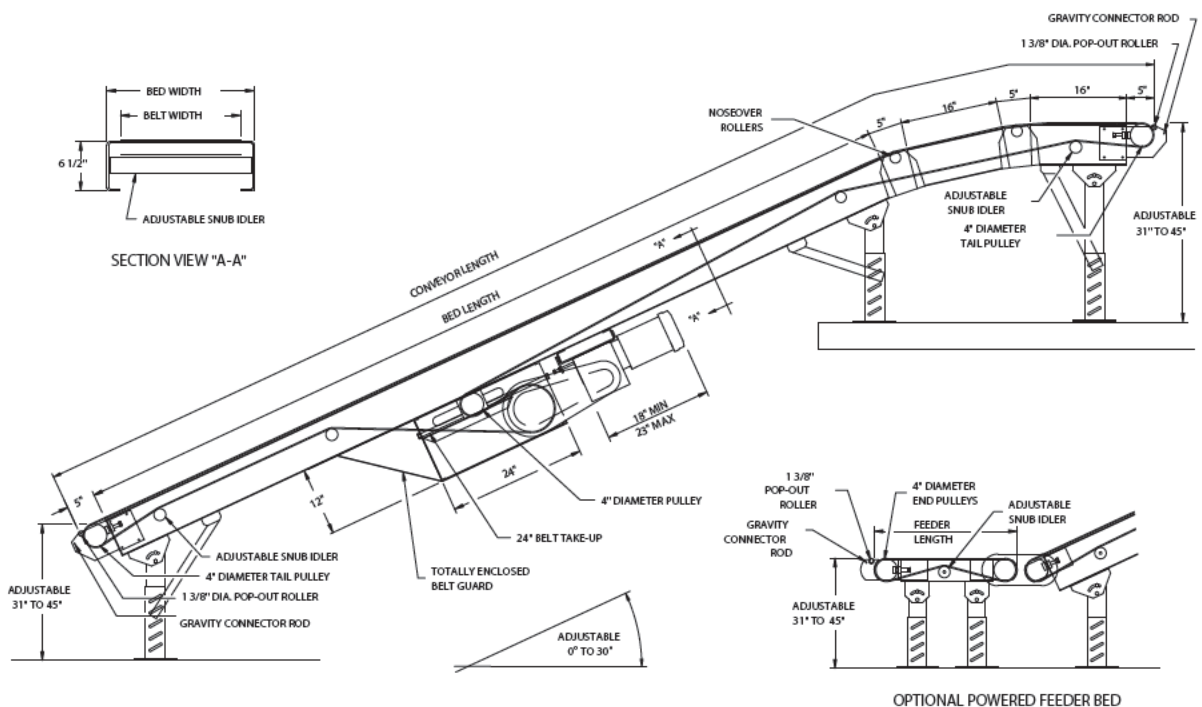 GRAVITY CONNECTOR ROD
1 3/8" DIA. POP-OUT ROLLER
BED WIDTH
BELT WIDTH
6 1/2"
ADJUSTABLE SNUB IDLER
SECTION VIEW "A-A"
NOSEOVER
ROLLERS
5"
16"
5"
16"
5"
ADJUSTABLE
SNUB IDLER
4" DIAMETER
TAIL PULLEY
ADJUSTABLE
31" TO 45"
CONVEYOR LENGTH
BED LENGTH
"A"
"A"
18" MIN
23" MAX
24"
12"
5"
4" DIAMETER PULLEY
24" BELT TAKE-UP
TOTALLY ENCLOSED
BELT GUARD
ADJUSTABLE SNUB IDLER
4" DIAMETER TAIL PULLEY
1 3/8" DIA. POP-OUT ROLLER
GRAVITY CONNECTOR ROD
ADJUSTABLE
31" TO 45"
ADJUSTABLE
0° TO 30°
1 3/8"
POP-OUT
ROLLER
GRAVITY
CONNECTOR
ROD
4" DIAMETER
END PULLEYS
FEEDER
LENGTH
ADJUSTABLE
SNUB IDLER
ADJUSTABLE
31" TO 45"
OPTIONAL POWERED FEEDER BED